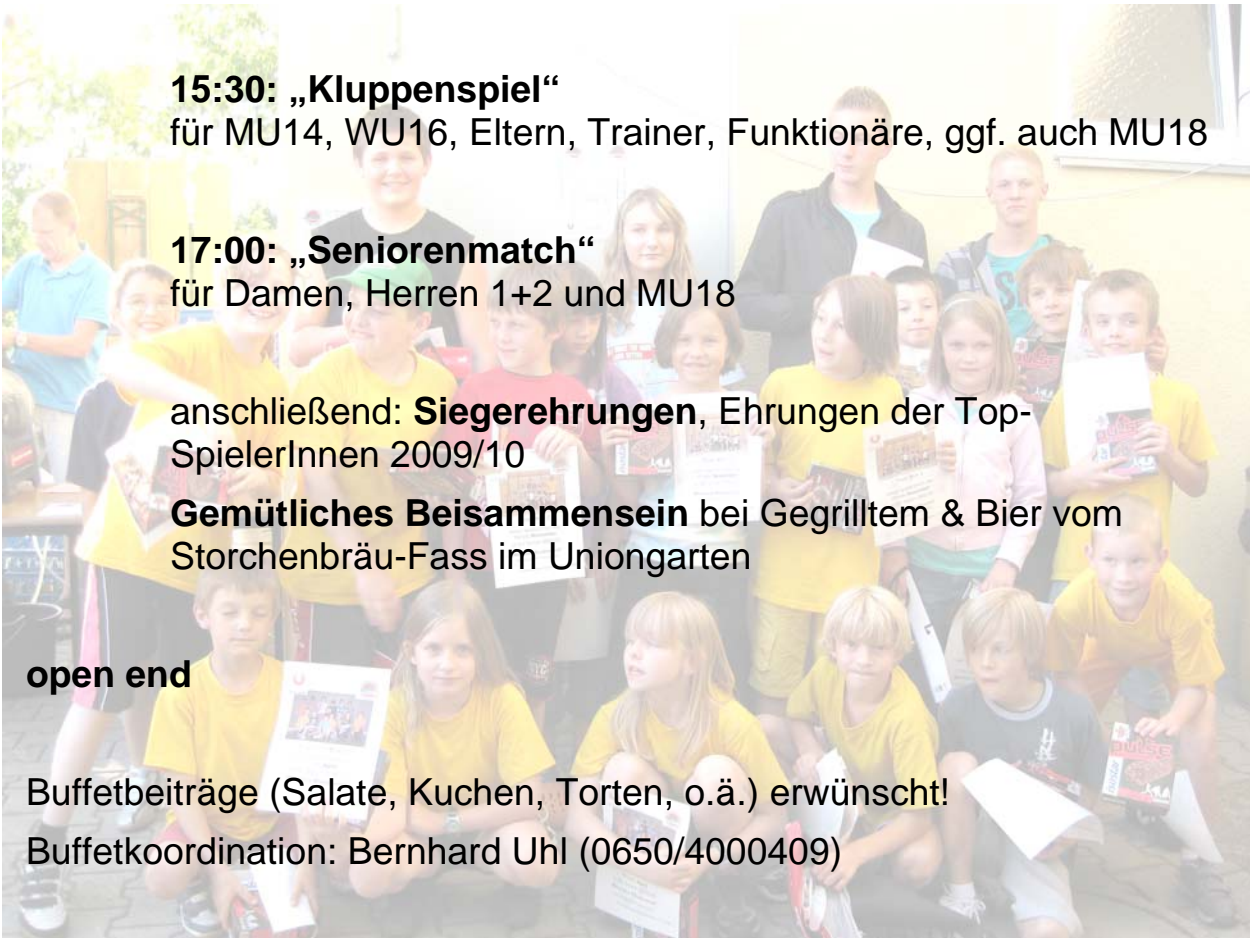 15:30: „Kluppenspiel“
für MU14, WU16, Eltern, Trainer, Funktionäre, ggf. auch MU18
17:00: „Seniorenmatch“
für Damen, Herren 1+2 und MU18
anschließend: Siegerehrungen, Ehrungen der Top-
SpielerInnen 2009/10
Gemütliches Beisammensein bei Gegrilltem & Bier vom
Storchenbräu-Fass im Uniongarten
open end
Buffetbeiträge (Salate, Kuchen, Torten, o.ä.) erwünscht!
Buffetkoordination: Bernhard Uhl (0650/4000409)